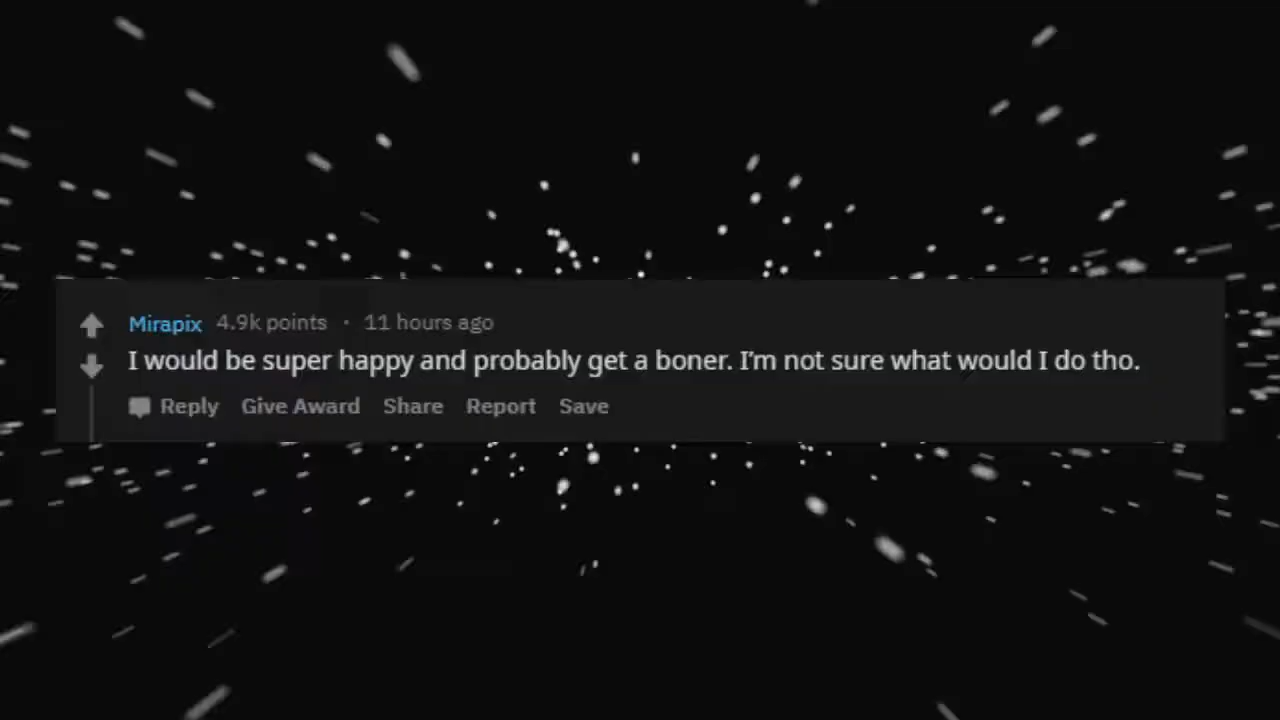 Mirapix 4.9k points · 11 hours ago
I would be super happy and probably get a boner. I'm not sure what would I do tho.
Reply Give Award Share Report Save